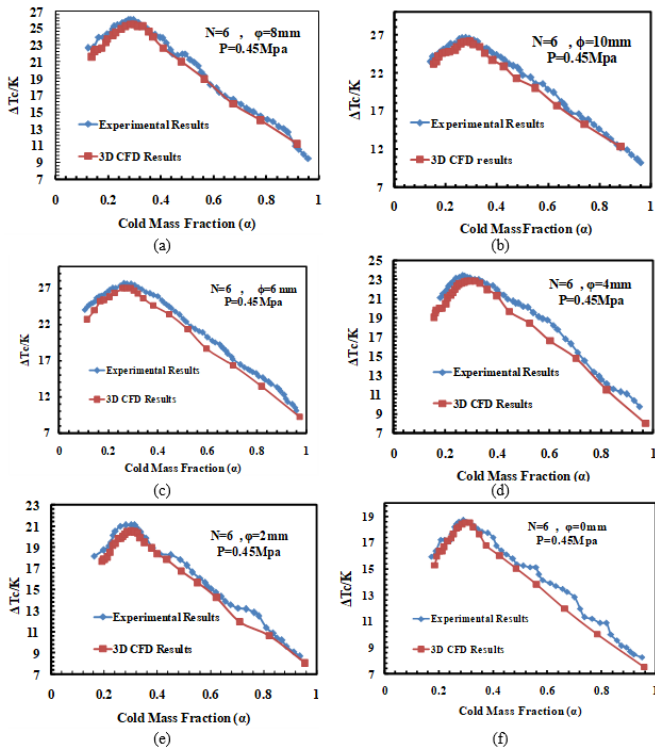 27
25
23
21
19
17
15
13
11
9
7
ΔTc/K
N=6 , φ=8mm
P=0.45Mpa
Experimental Results
3D CFD Results
0 0.2 0.4 0.6 0.8 1
Cold Mass Fraction (α)
(a)
27
22
17
12
7
ΔTc/K
N=6 , ϕ=10mm
P=0.45Mpa
Experimental Results
3D CFD results
0 0.2 0.4 0.6 0.8 1
Cold Mass Fraction (α)
(b)
27
22
17
12
7
ΔTc/K
N=6 , φ=6 mm
P=0.45Mpa
Experimental Results
3D CFD Results
0 0.2 0.4 0.6 0.8 1
Cold Mass Fraction (α)
(c)
25
23
21
19
17
15
13
11
9
7
ΔTc/K
N=6 , φ=4mm
P=0.45Mpa
Experimental Results
3D CFD Results
0 0.2 0.4 0.6 0.8 1
Cold Mass Fraction (α)
(d)
23
21
19
17
15
13
11
9
7
ΔTc/K
N=6 , φ=2mm
P=0.45Mpa
Experimental Results
3D CFD Results
0 0.2 0.4 0.6 0.8 1
Cold Mass Fraction (α)
(e)
19
17
15
13
11
9
7
ΔTc/K
N=6 , φ=0mm
P=0.45Mpa
Experimental Results
3D CFD Results
0 0.2 0.4 0.6 0.8 1
Cold Mass Fraction (α)
(f)